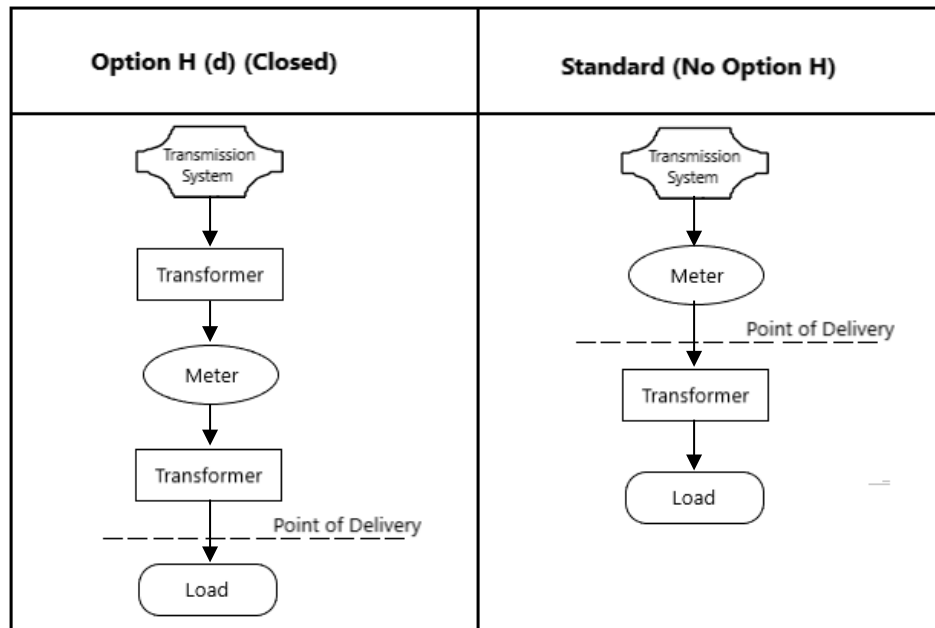 Option H (d) (Closed)
Standard (No Option H)
Transmission
System
Transformer
Meter
Transformer
Point of Delivery
Load
Transmission
System
Meter
Point of Delivery
Transformer
Load